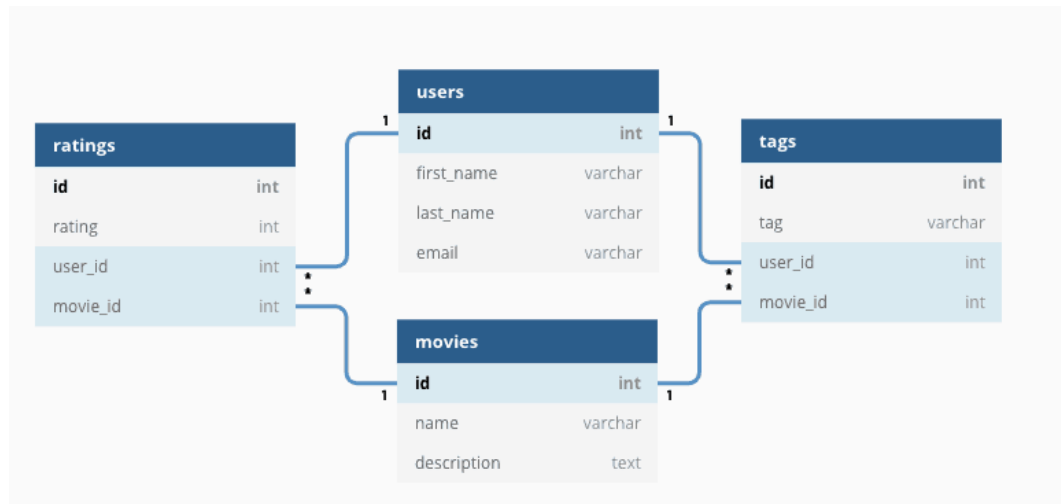 users
id int
first_name varchar
last_name varchar
email varchar
1
1
ratings
id int
rating int
user_id int
movie_id int
*
*
tags
id int
tag varchar
user_id int
movie_id int
*
*
movies
id int
name varchar
description text
1
1